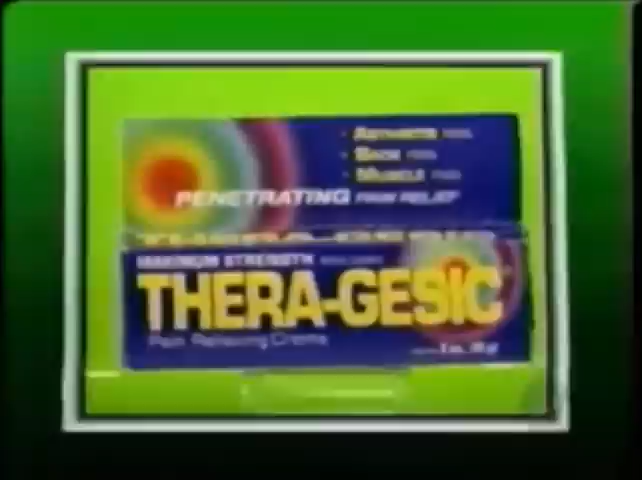 • ARTHRITIS PAIN
• BACK PAIN
• MUSCLE PAIN
PENETRATING PAIN RELIEF
MAXIMUM STRENGTH
THERA-GESIC
Pain Relieving Creme